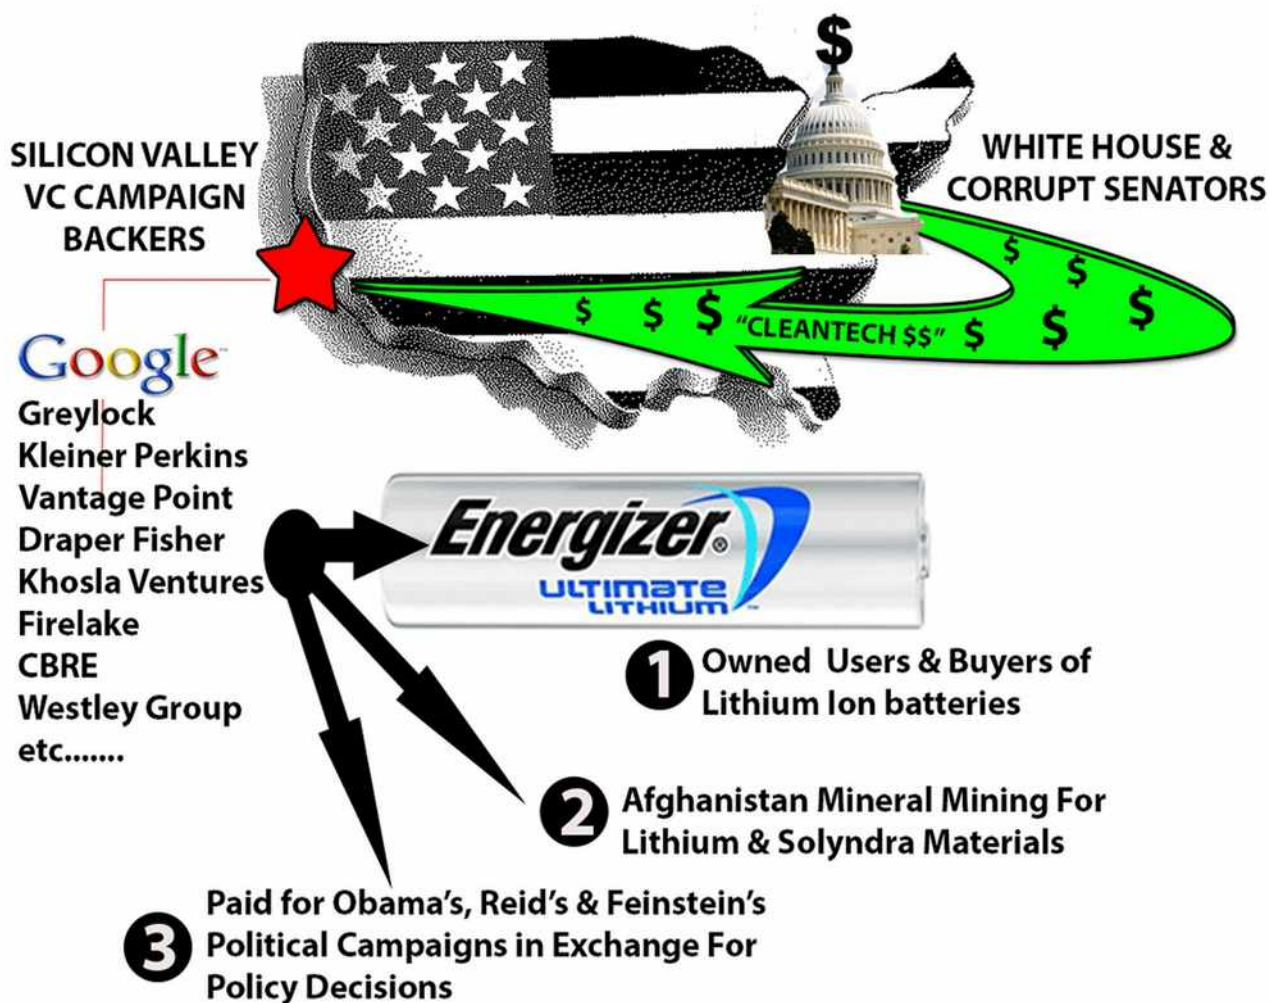 $
SILICON VALLEY
VC CAMPAIGN
BACKERS
WHITE HOUSE &
CORRUPT SENATORS
$ $ $ "CLEANTECH $$" $ $ $ $ $
Google™
Greylock
Kleiner Perkins
Vantage Point
Draper Fisher
Khosla Ventures
Firelake
CBRE
Westley Group
etc.......
Energizer®
ULTIMATE
LITHIUM™
1 Owned Users & Buyers of
Lithium Ion batteries
2 Afghanistan Mineral Mining For
Lithium & Solyndra Materials
3 Paid for Obama's, Reid's & Feinstein's
Political Campaigns in Exchange For
Policy Decisions